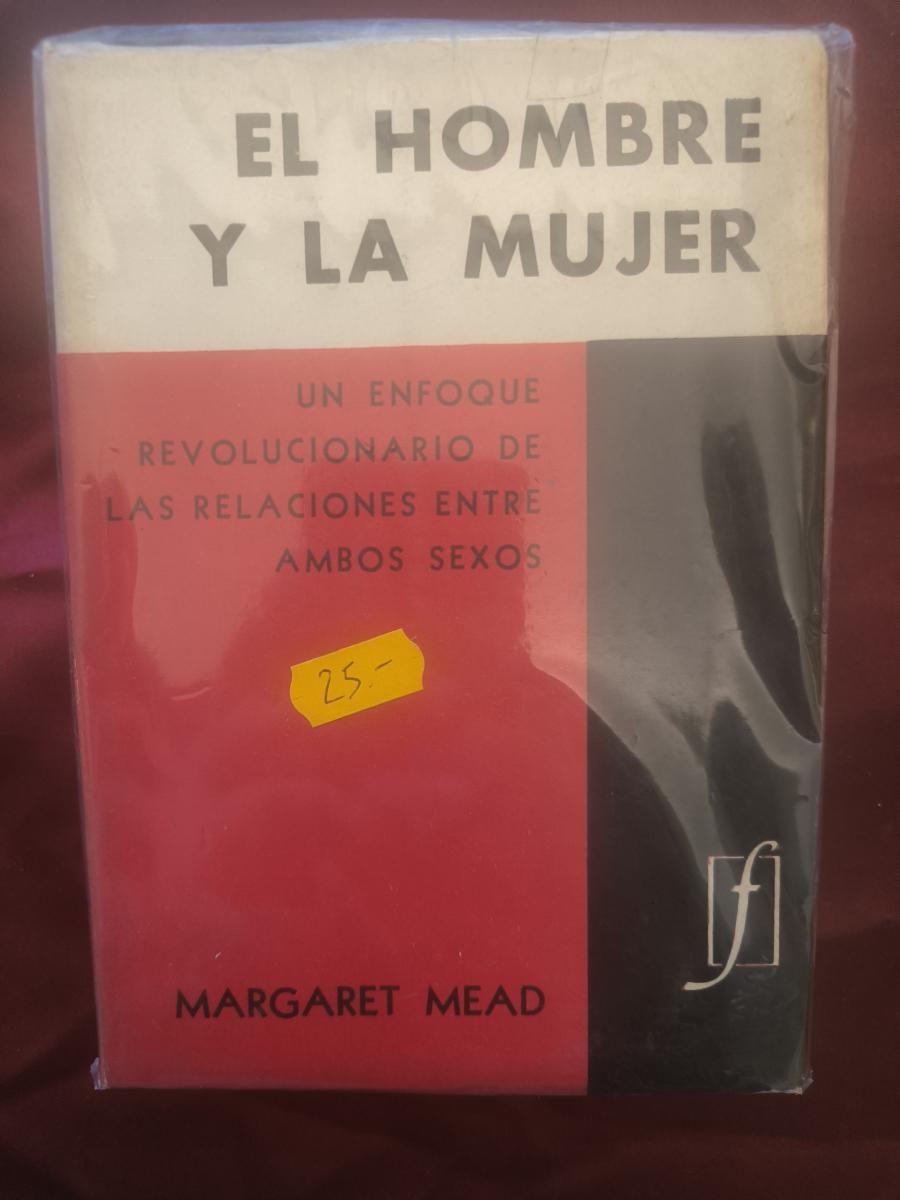 EL HOMBRE
Y LA MUJER
UN ENFOQUE
REVOLUCIONARIO DE
LAS RELACIONES ENTRE
AMBOS SEXOS
25.-
MARGARET MEAD
f